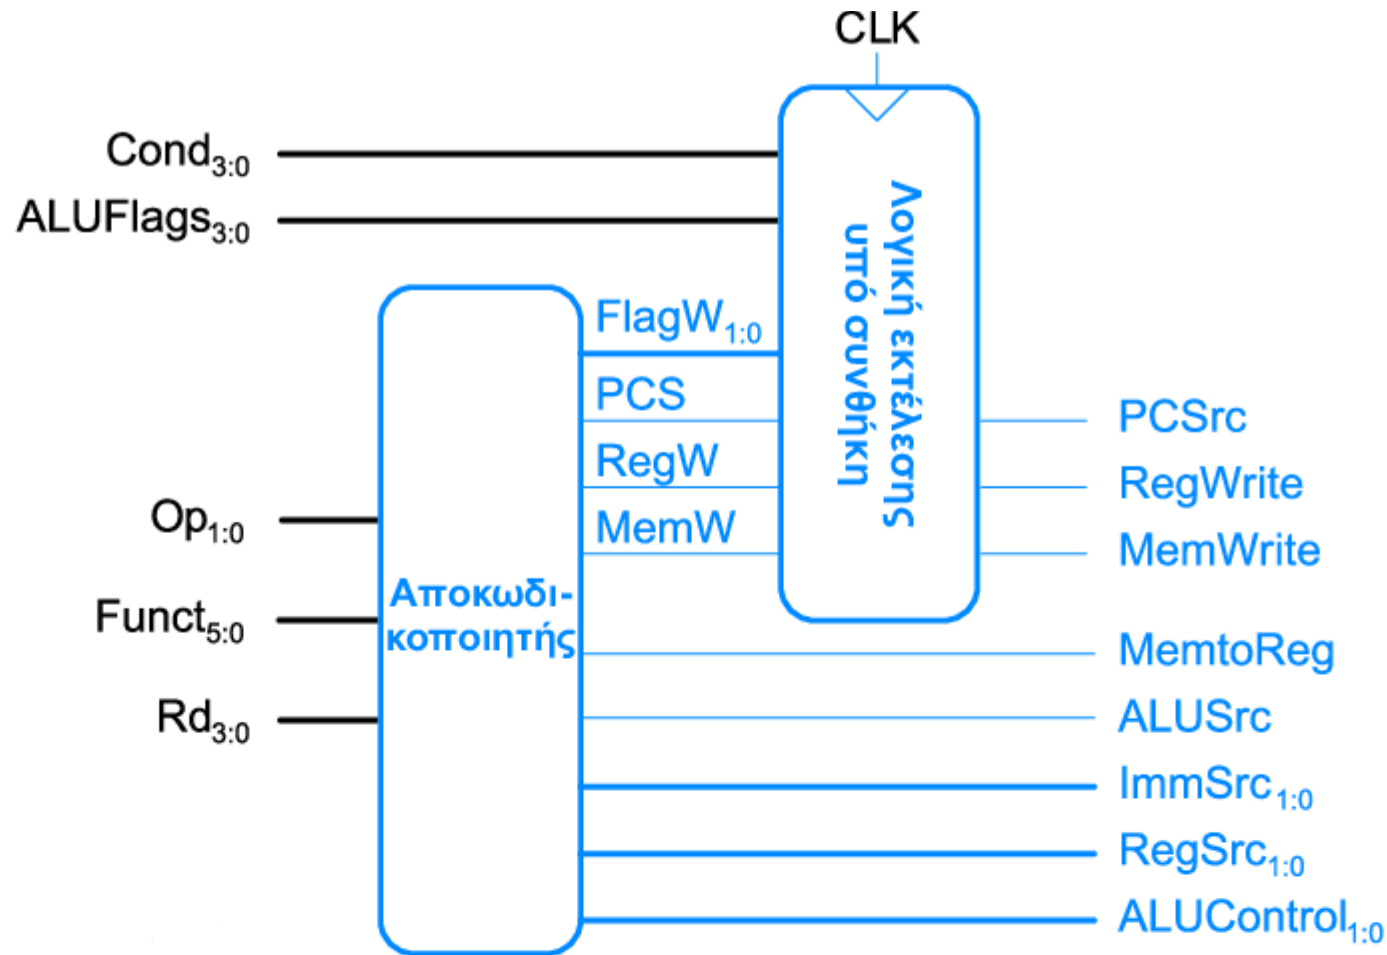 CLK
Cond3:0
ALUFlags3:0
Λογική εκτέλεσης
υπό συνθήκη
FlagW1:0
PCS
PCSrc
RegW
RegWrite
MemW
MemWrite
Op1:0
Funct5:0
Rd3:0
Αποκωδι-
κοποιητής
MemtoReg
ALUSrc
ImmSrc1:0
RegSrc1:0
ALUControl1:0